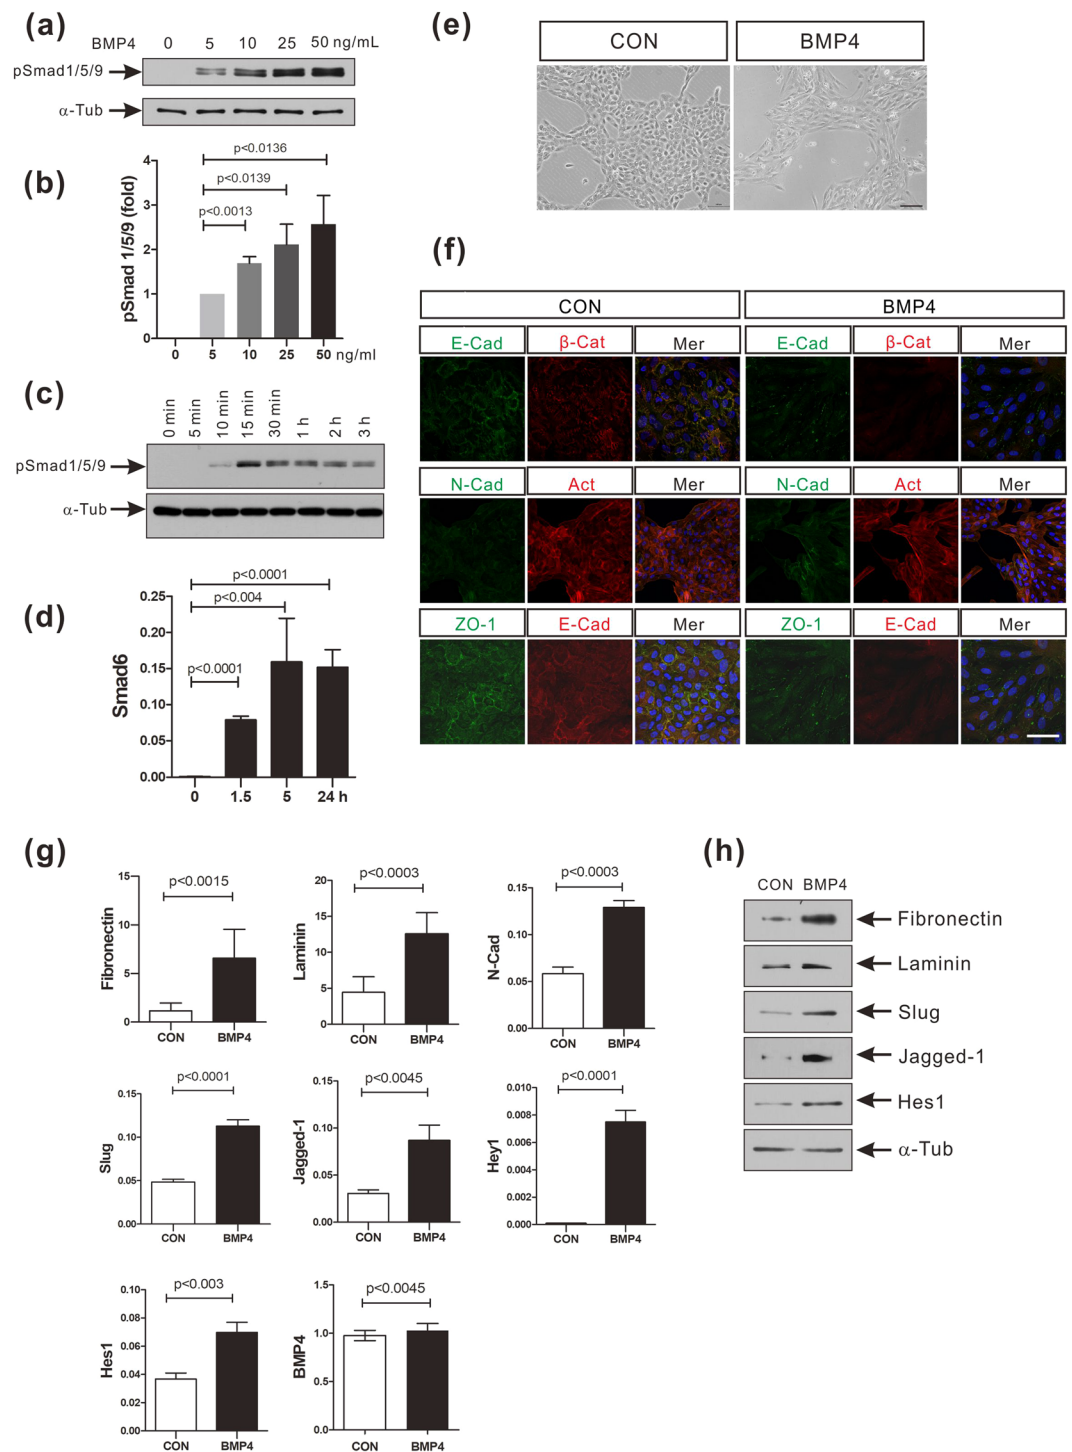 (a)
BMP4 0 5 10 25 50 ng/mL
pSmad1/5/9
α-Tub
(b)
pSmad 1/5/9 (fold)
p<0.0136
p<0.0139
p<0.0013
4
3
2
1
0
0 5 10 25 50 ng/ml
(c)
0 min 5 min 10 min 15 min 30 min 1 h 2 h 3 h
pSmad1/5/9
α-Tub
(d)
Smad6
p<0.0001
p<0.004
p<0.0001
0.25
0.20
0.15
0.10
0.05
0.00
0 1.5 5 24 h
(e)
CON BMP4
(f)
CON BMP4
E-Cad β-Cat Mer E-Cad β-Cat Mer
N-Cad Act Mer N-Cad Act Mer
ZO-1 E-Cad Mer ZO-1 E-Cad Mer
(g)
Fibronectin
p<0.0015
15
10
5
0
CON BMP4
Laminin
p<0.0003
20
15
10
5
0
CON BMP4
N-Cad
p<0.0003
0.15
0.10
0.05
0.00
CON BMP4
Slug
p<0.0001
0.15
0.10
0.05
0.00
CON BMP4
Jagged-1
p<0.0045
0.15
0.10
0.05
0.00
CON BMP4
Hey1
p<0.0001
0.010
0.008
0.006
0.004
0.002
0.000
CON BMP4
Hes1
p<0.003
0.10
0.08
0.06
0.04
0.02
0.00
CON BMP4
BMP4
p<0.0045
1.5
1.0
0.5
0.0
CON BMP4
(h)
CON BMP4
Fibronectin
Laminin
Slug
Jagged-1
Hes1
α-Tub